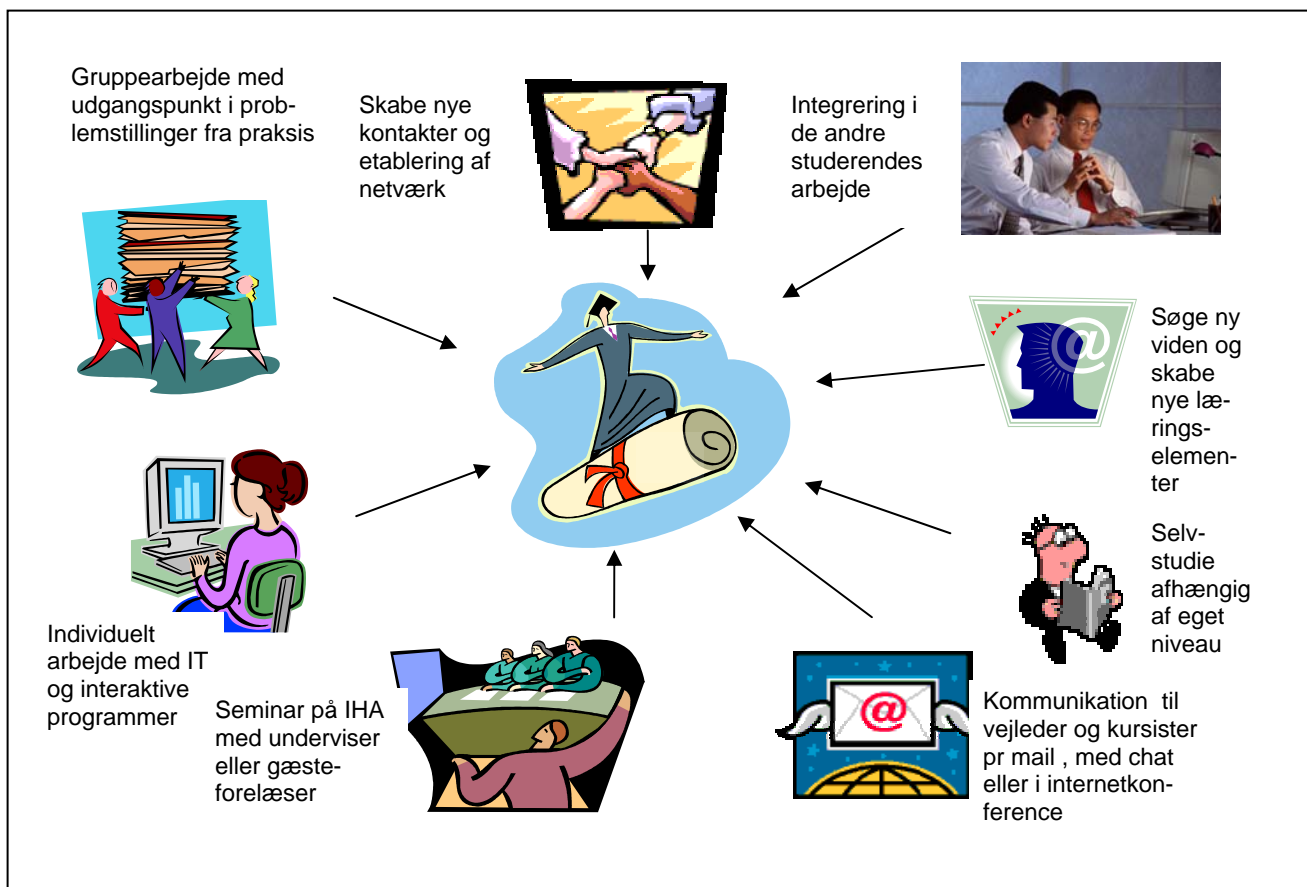 Gruppearbejde med
udgangspunkt i prob-
lemstillinger fra praksis
Skabe nye
kontakter og
etablering af
netværk
Integrering i
de andre
studerendes
arbejde
Søge ny
viden og
skabe
nye læ-
rings-
elemen-
ter
Selv-
studie
afhængig
af eget
niveau
Individuelt
arbejde med IT
og interaktive
programmer
Seminar på IHA
med underviser
eller gæste-
forelæser
Kommunikation til
vejleder og kursister
pr mail , med chat
eller i internetkon-
ference
@
@